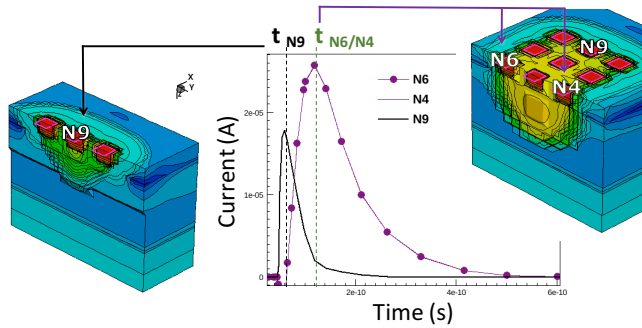 t N9
t N6/N4
N9
N6
N9
N4
X
Y
Z
N6
N4
N9
2e-05
1e-05
0
Current (A)
2e-10
4e-10
6e-10
Time (s)